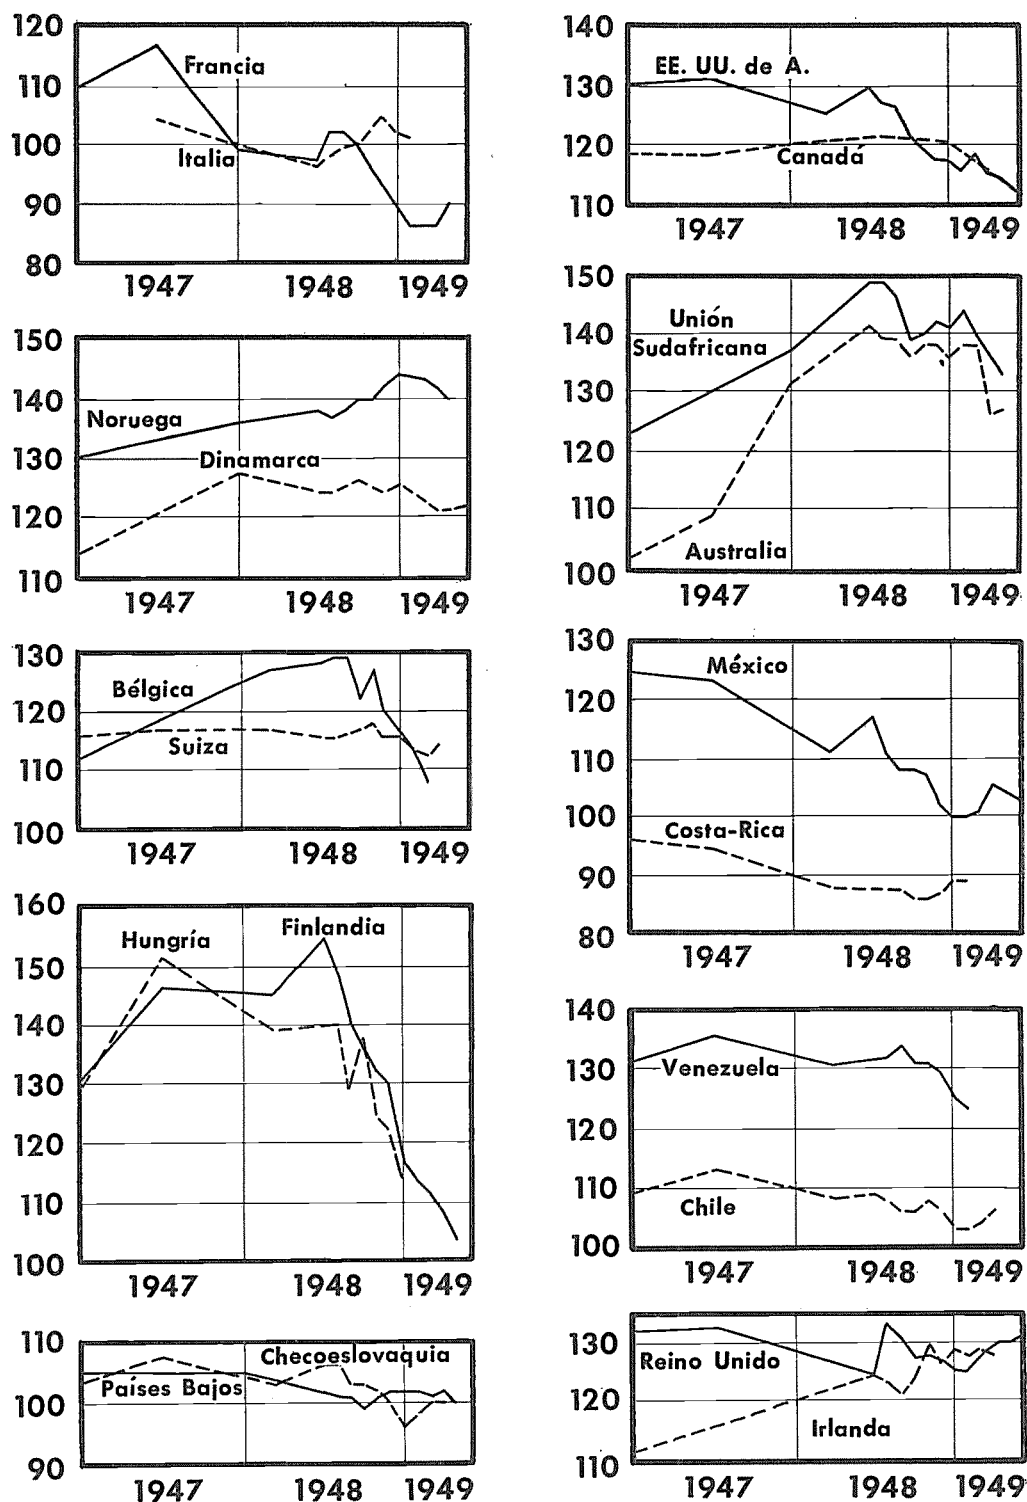 120
110
100
90
80
Francia
Italia
1947 1948 1949
150
140
130
120
110
Noruega
Dinamarca
1947 1948 1949
130
120
110
100
Bélgica
Suiza
1947 1948 1949
160
150
140
130
120
110
100
Hungría
Finlandia
1947 1948 1949
110
100
90
Checoeslovaquia
Países Bajos
1947 1948 1949
140
130
120
110
EE. UU. de A.
Canadá
1947 1948 1949
150
140
130
120
110
100
Unión
Sudafricana
Australia
1947 1948 1949
130
120
110
100
90
80
México
Costa-Rica
1947 1948 1949
140
130
120
110
100
Venezuela
Chile
1947 1948 1949
130
120
110
Reino Unido
Irlanda
1947 1948 1949